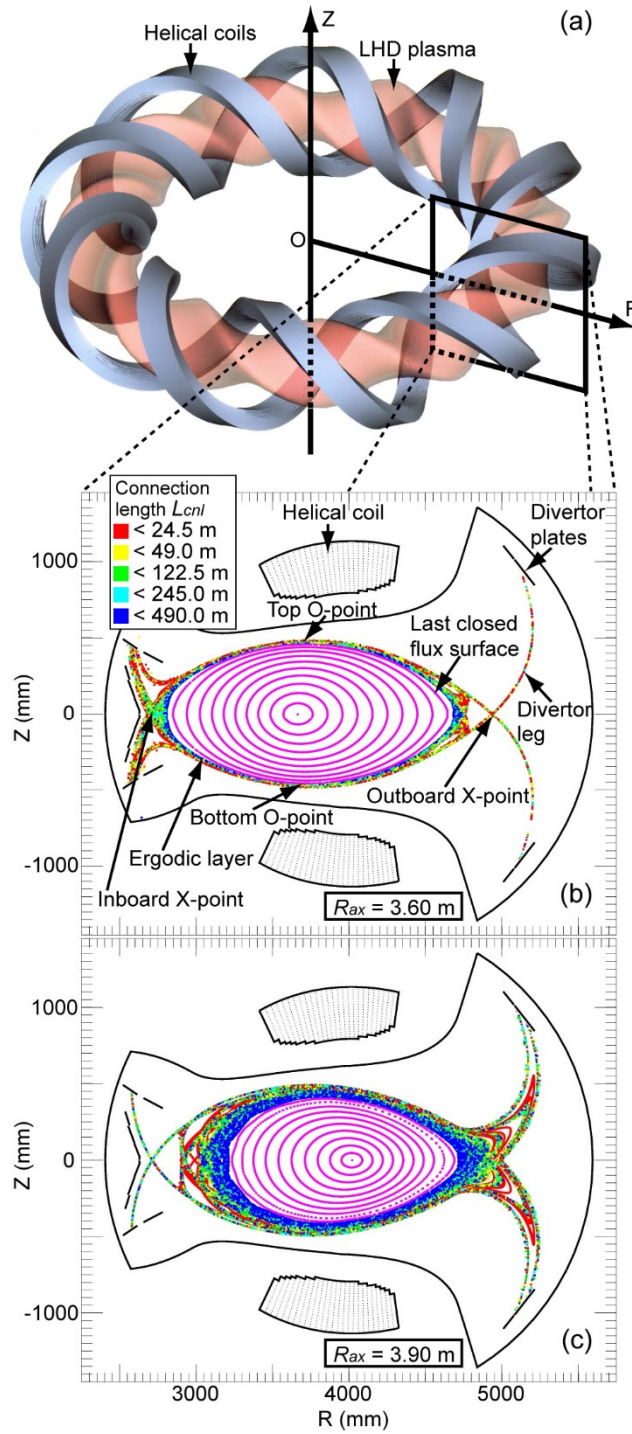 (a)
Z
Helical coils
LHD plasma
O
R
Connection
length Lcnl
< 24.5 m
< 49.0 m
< 122.5 m
< 245.0 m
< 490.0 m
Helical coil
Divertor
plates
Top O-point
Last closed
flux surface
Divertor
leg
Outboard X-point
Bottom O-point
Ergodic layer
Inboard X-point
Rax = 3.60 m
(b)
1000
0
-1000
Z (mm)
1000
0
-1000
Z (mm)
Rax = 3.90 m
(c)
3000
4000
5000
R (mm)